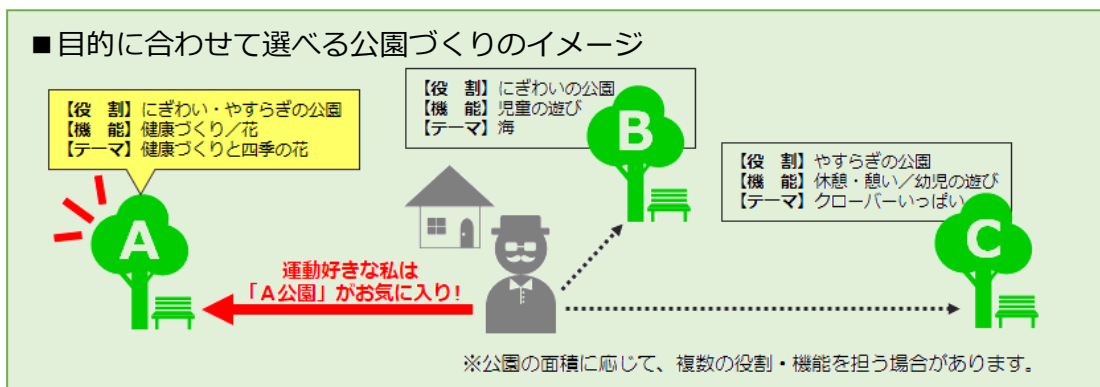 ■目的に合わせて選べる公園づくりのイメージ
【役　割】にぎわい・やすらぎの公園
【機　能】健康づくり／花
【テーマ】健康づくりと四季の花
【役　割】にぎわいの公園
【機　能】児童の遊び
【テーマ】海
【役　割】やすらぎの公園
【機　能】休憩・憩い／幼児の遊び
【テーマ】クローバーいっぱい
A
B
C
運動好きな私は
「A公園」がお気に入り！
※公園の面積に応じて、複数の役割・機能を担う場合があります。